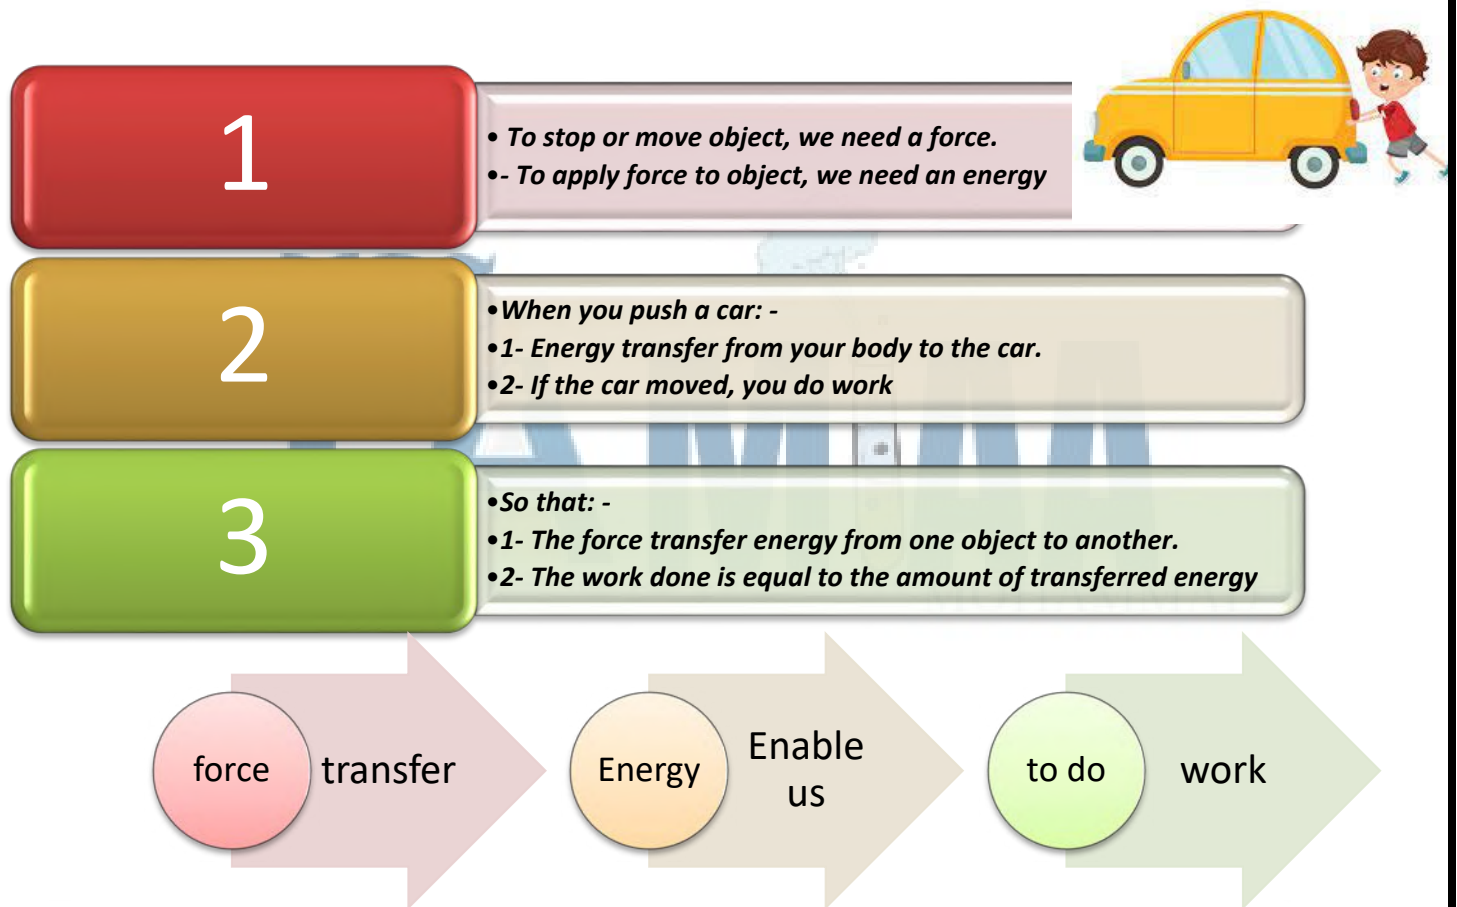 1
• To stop or move object, we need a force.
•- To apply force to object, we need an energy
2
•When you push a car: -
•1- Energy transfer from your body to the car.
•2- If the car moved, you do work
3
•So that: -
•1- The force transfer energy from one object to another.
•2- The work done is equal to the amount of transferred energy
force
transfer
Energy
Enable
us
to do
work